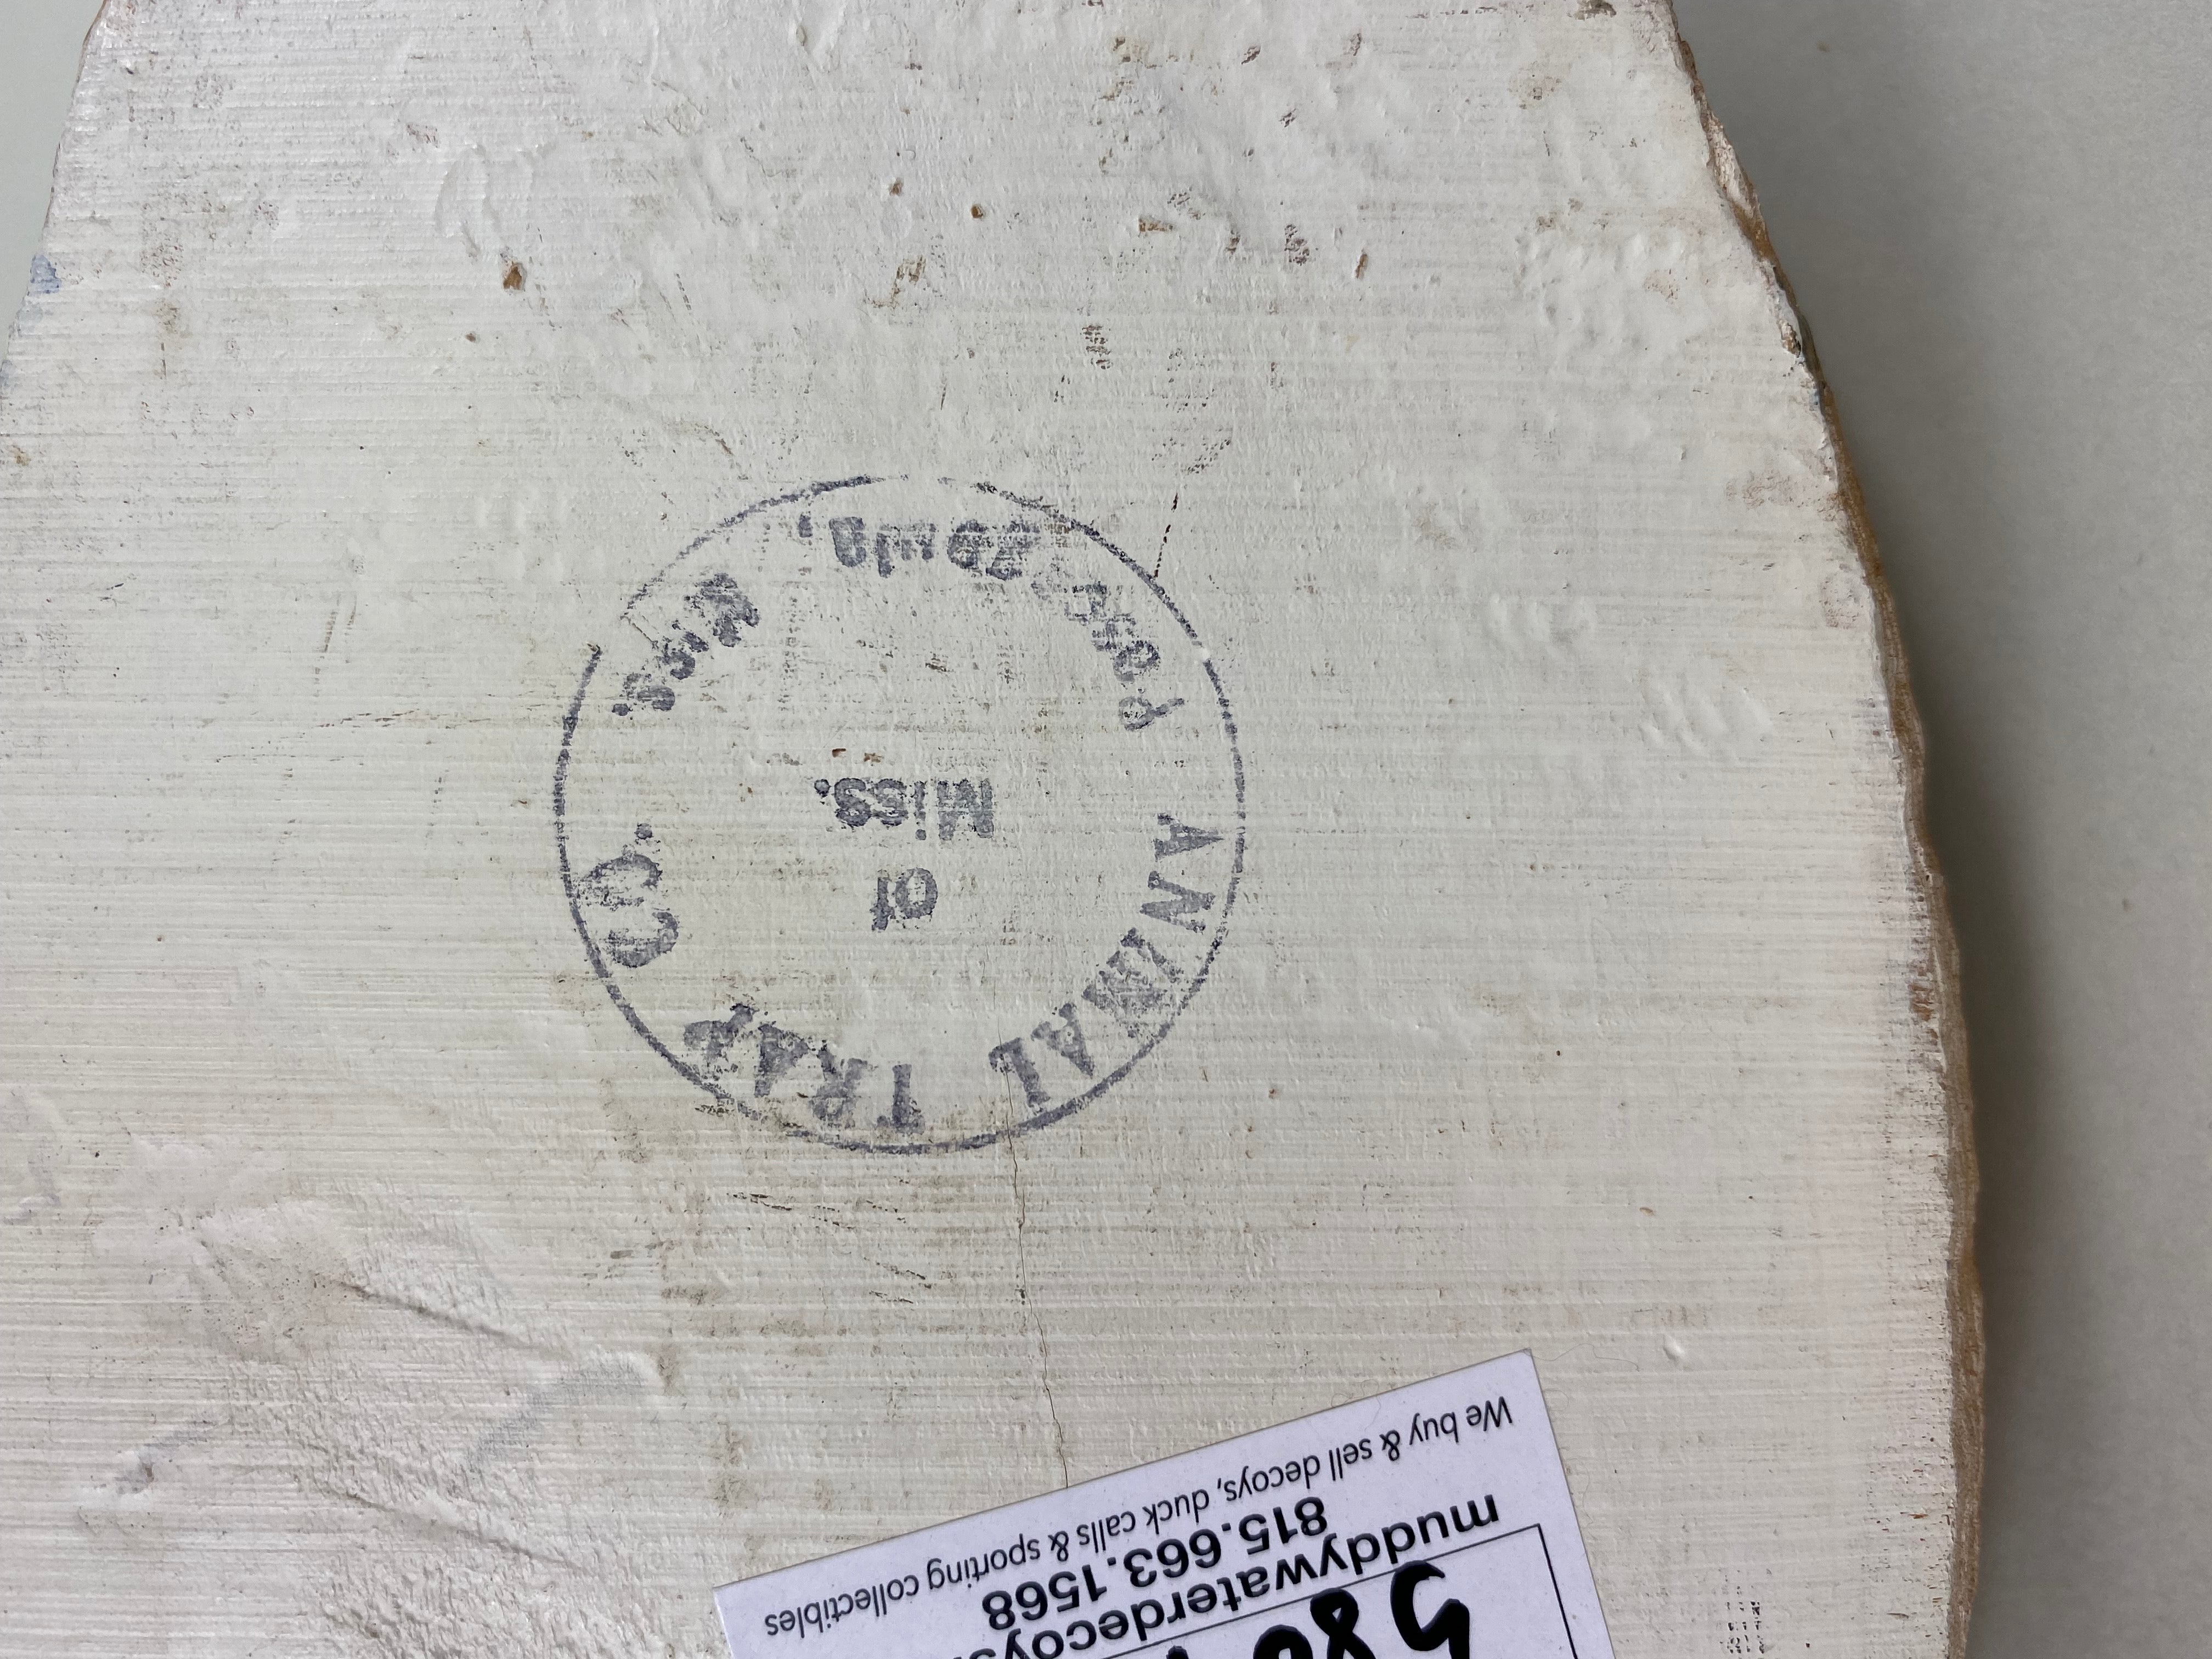 muddywaterdecoys.
815.663.1568
We buy & sell decoys, duck calls & sporting collectibles
ANIMAL TRAP CO.
of
Miss.
Pascagoula, Miss.